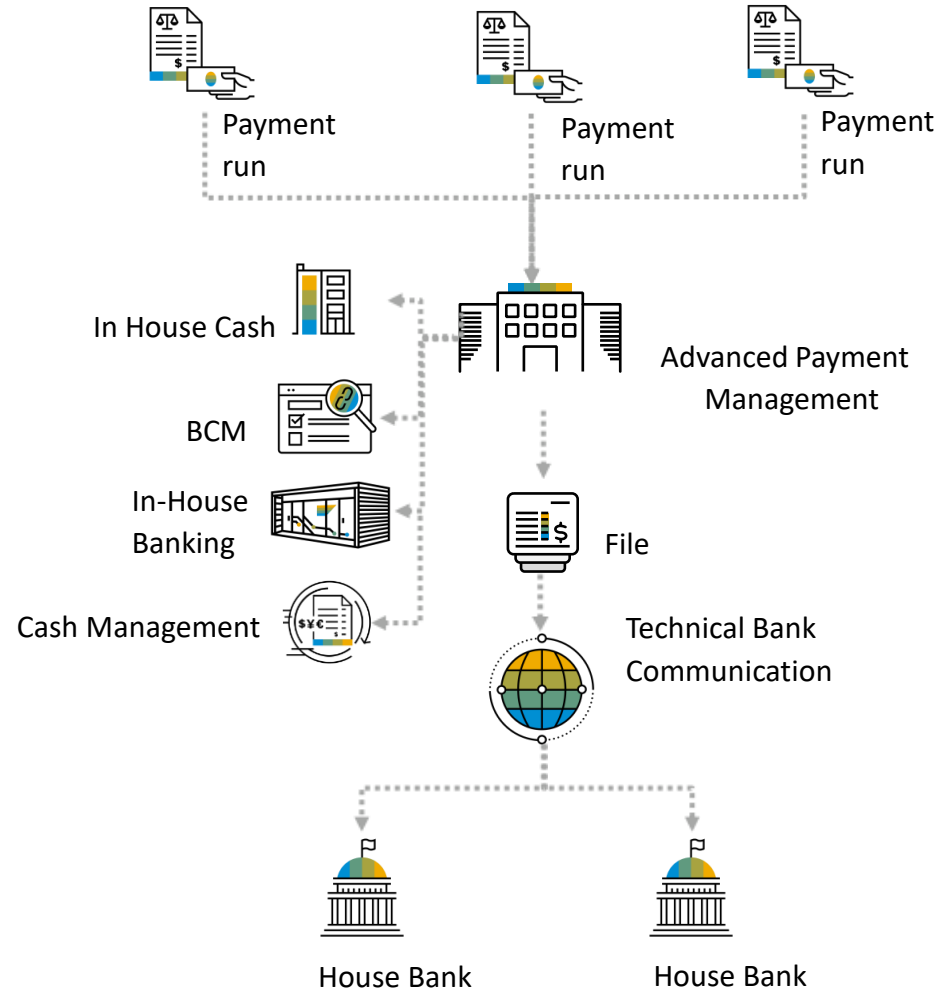 $
$
$
Payment
run
Payment
run
Payment
run
In House Cash
Advanced Payment
Management
BCM
In-House
Banking
$
File
Cash Management
$¥€
$
Technical Bank
Communication
House Bank
House Bank